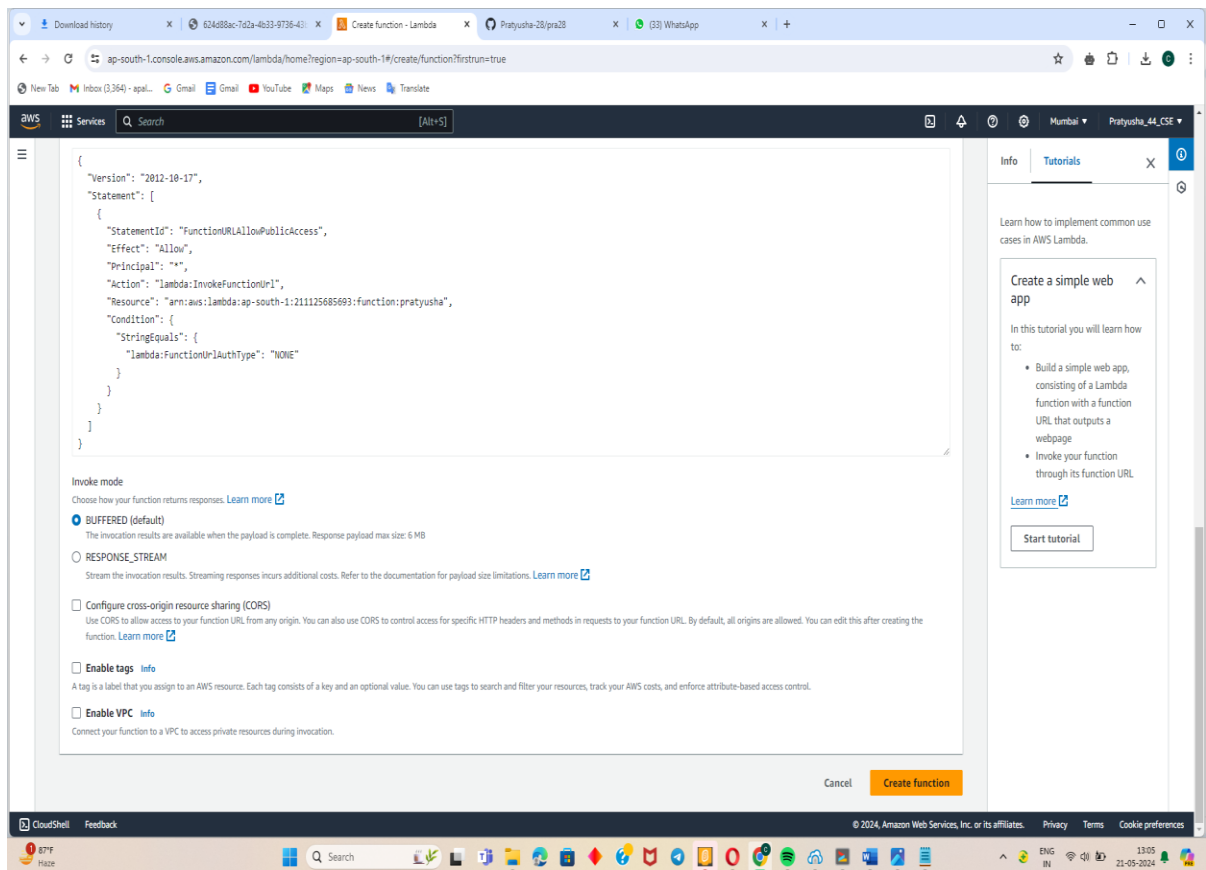 Download history
624d88ac-7d2a-4b33-9736-43
Create function - Lambda
Pratyusha-28/pra28
(33) WhatsApp
ap-south-1.console.aws.amazon.com/lambda/home?region=ap-south-1#/create/function?firstrun=true
New Tab
Inbox (3,364) - apal...
Gmail
Gmail
YouTube
Maps
News
Translate
aws
Services
Search
[Alt+S]
Mumbai
Pratyusha_44_CSE
{
"Version": "2012-10-17",
"Statement": [
{
"StatementId": "FunctionURLAllowPublicAccess",
"Effect": "Allow",
"Principal": "*",
"Action": "lambda:InvokeFunctionUrl",
"Resource": "arn:aws:lambda:ap-south-1:211125685693:function:pratyusha",
"Condition": {
"StringEquals": {
"lambda:FunctionUrlAuthType": "NONE"
}
}
}
]
}
Invoke mode
Choose how your function returns responses. Learn more
BUFFERED (default)
The invocation results are available when the payload is complete. Response payload max size: 6 MB
RESPONSE_STREAM
Stream the invocation results. Streaming responses incurs additional costs. Refer to the documentation for payload size limitations. Learn more
Configure cross-origin resource sharing (CORS)
Use CORS to allow access to your function URL from any origin. You can also use CORS to control access for specific HTTP headers and methods in requests to your function URL. By default, all origins are allowed. You can edit this after creating the
function. Learn more
Enable tags Info
A tag is a label that you assign to an AWS resource. Each tag consists of a key and an optional value. You can use tags to search and filter your resources, track your AWS costs, and enforce attribute-based access control.
Enable VPC Info
Connect your function to a VPC to access private resources during invocation.
Cancel
Create function
Info
Tutorials
Learn how to implement common use
cases in AWS Lambda.
Create a simple web
app
In this tutorial you will learn how
to:
• Build a simple web app,
consisting of a Lambda
function with a function
URL that outputs a
webpage
• Invoke your function
through its function URL
Learn more
Start tutorial
CloudShell
Feedback
© 2024, Amazon Web Services, Inc. or its affiliates.
Privacy
Terms
Cookie preferences
1
87°F
Haze
Search
ENG
IN
13:05
21-05-2024